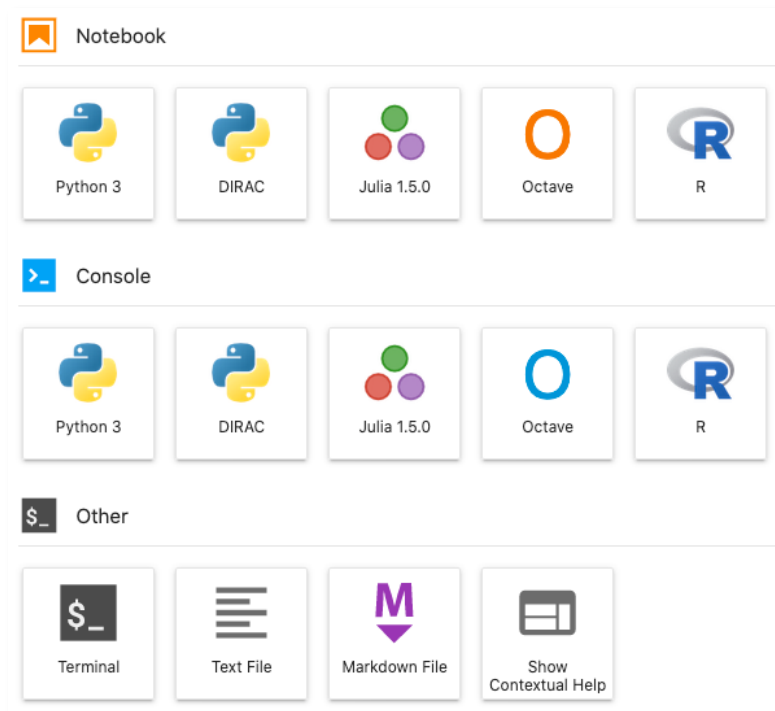 Notebook
Python 3
DIRAC
Julia 1.5.0
O
Octave
R
R
>_
Console
Python 3
DIRAC
Julia 1.5.0
O
Octave
R
R
$_
Other
$_
Terminal
Text File
M
Markdown File
Show
Contextual Help